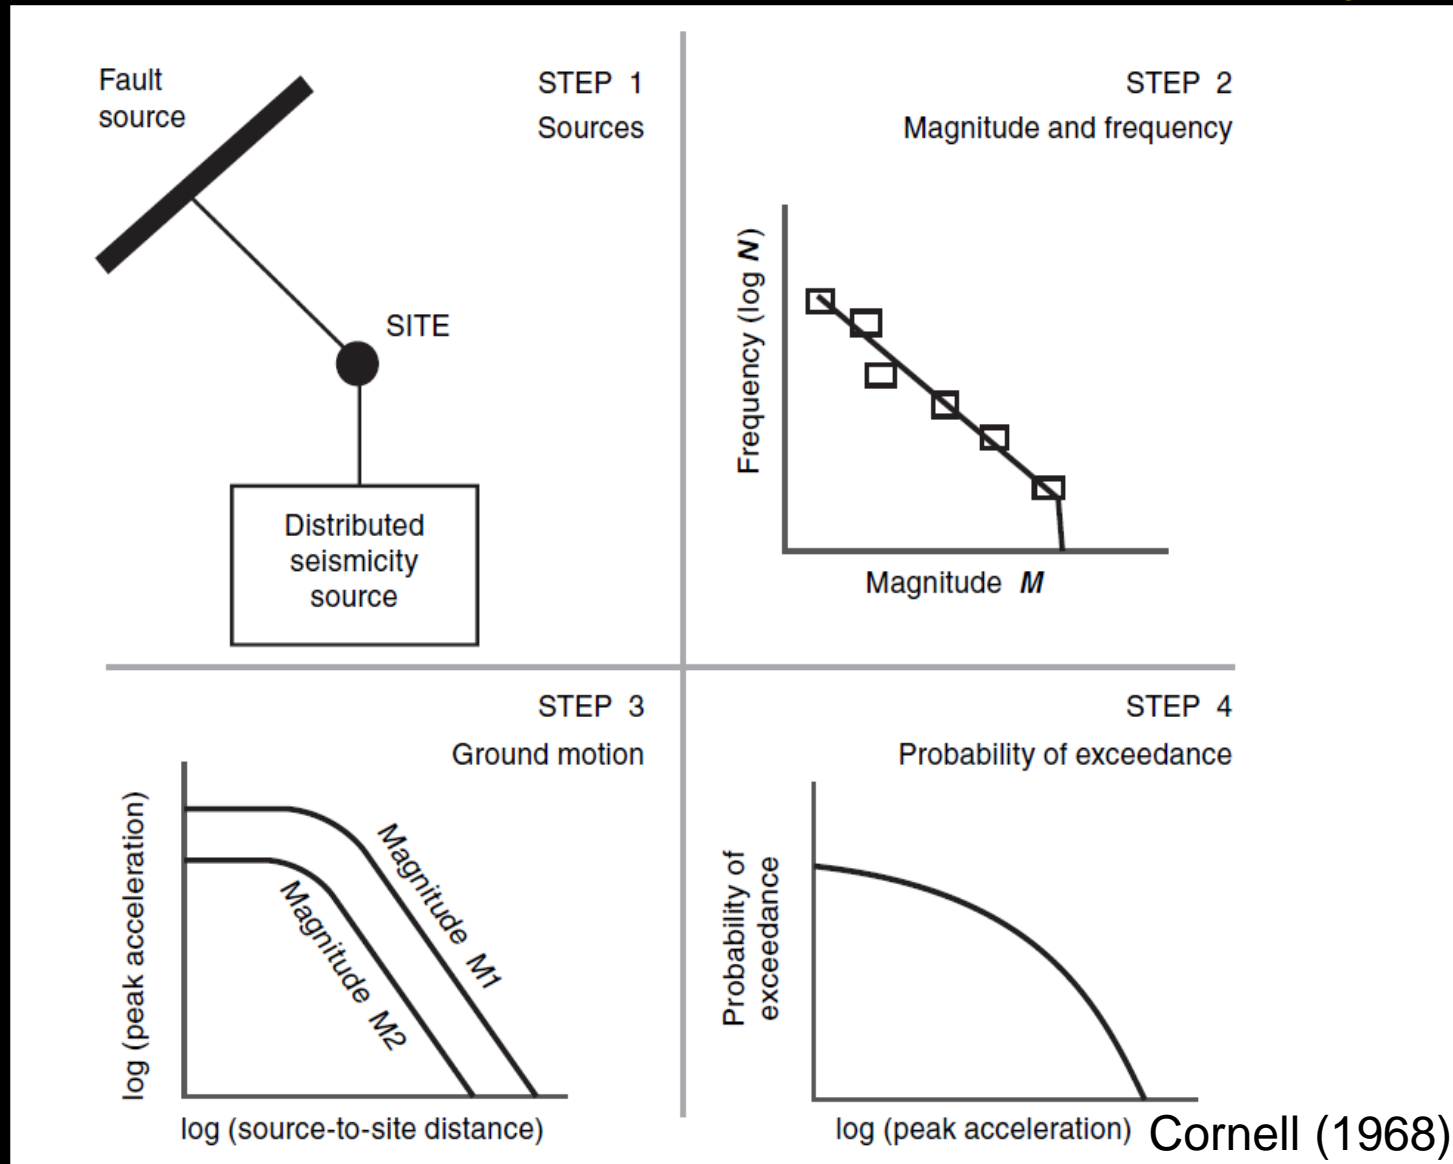 Fault
source
STEP 1
Sources
SITE
Distributed
seismicity
source
STEP 2
Magnitude and frequency
Frequency (log N)
Magnitude M
STEP 3
Ground motion
log (peak acceleration)
Magnitude M1
Magnitude M2
log (source-to-site distance)
STEP 4
Probability of exceedance
Probability of
exceedance
log (peak acceleration)
Cornell (1968)